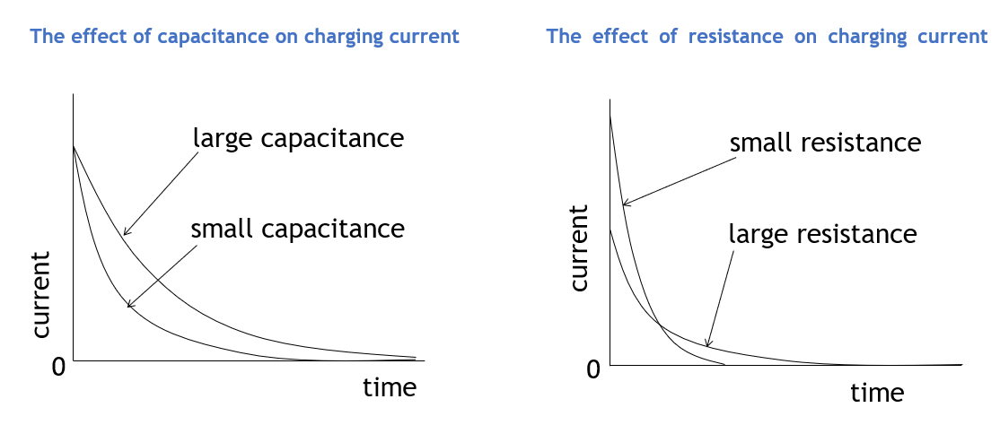 The effect of capacitance on charging current
large capacitance
small capacitance
current
0
time
The effect of resistance on charging current
small resistance
large resistance
current
0
time